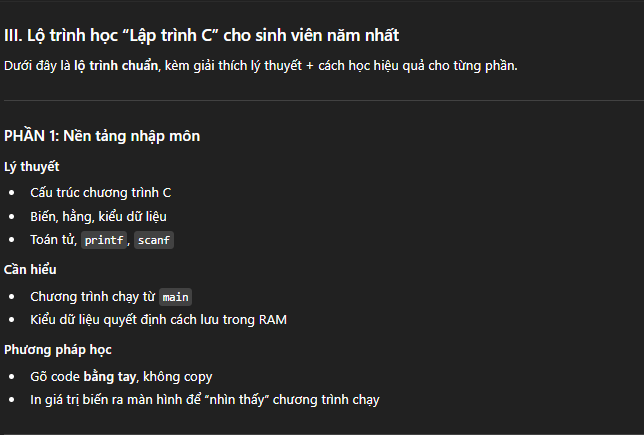 III. Lộ trình học “Lập trình C” cho sinh viên năm nhất
Dưới đây là lộ trình chuẩn, kèm giải thích lý thuyết + cách học hiệu quả cho từng phần.
PHẦN 1: Nền tảng nhập môn
Lý thuyết
• Cấu trúc chương trình C
• Biến, hằng, kiểu dữ liệu
• Toán tử, printf, scanf
Cần hiểu
• Chương trình chạy từ main
• Kiểu dữ liệu quyết định cách lưu trong RAM
Phương pháp học
• Gõ code bằng tay, không copy
• In giá trị biến ra màn hình để “nhìn thấy” chương trình chạy